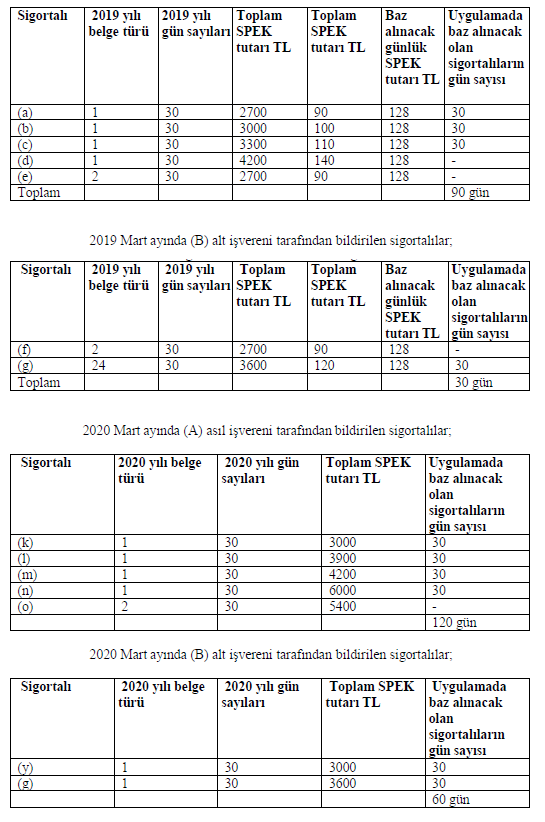 Sigortalı 2019 yılı belge türü 2019 yılı gün sayıları Toplam SPEK tutarı TL Toplam SPEK tutarı TL Baz alınacak günlük SPEK tutarı TL Uygulamada baz alınacak olan sigortalıların gün sayısı
(a) 1 30 2700 90 128 30
(b) 1 30 3000 100 128 30
(c) 1 30 3300 110 128 30
(d) 1 30 4200 140 128 -
(e) 2 30 2700 90 128 -
Toplam 90 gün
2019 Mart ayında (B) alt işvereni tarafından bildirilen sigortalılar;
Sigortalı 2019 yılı belge türü 2019 yılı gün sayıları Toplam SPEK tutarı TL Toplam SPEK tutarı TL Baz alınacak günlük SPEK tutarı TL Uygulamada baz alınacak olan sigortalıların gün sayısı
(f) 2 30 2700 90 128 -
(g) 24 30 3600 120 128 30
Toplam 30 gün
2020 Mart ayında (A) asıl işvereni tarafından bildirilen sigortalılar;
Sigortalı 2020 yılı belge türü 2020 yılı gün sayıları Toplam SPEK tutarı TL Uygulamada baz alınacak olan sigortalıların gün sayısı
(k) 1 30 3000 30
(l) 1 30 3900 30
(m) 1 30 4200 30
(n) 1 30 6000 30
(o) 2 30 5400 -
120 gün
2020 Mart ayında (B) alt işvereni tarafından bildirilen sigortalılar;
Sigortalı 2020 yılı belge türü 2020 yılı gün sayıları Toplam SPEK tutarı TL Uygulamada baz alınacak olan sigortalıların gün sayısı
(y) 1 30 3000 30
(g) 1 30 3600 30
60 gün